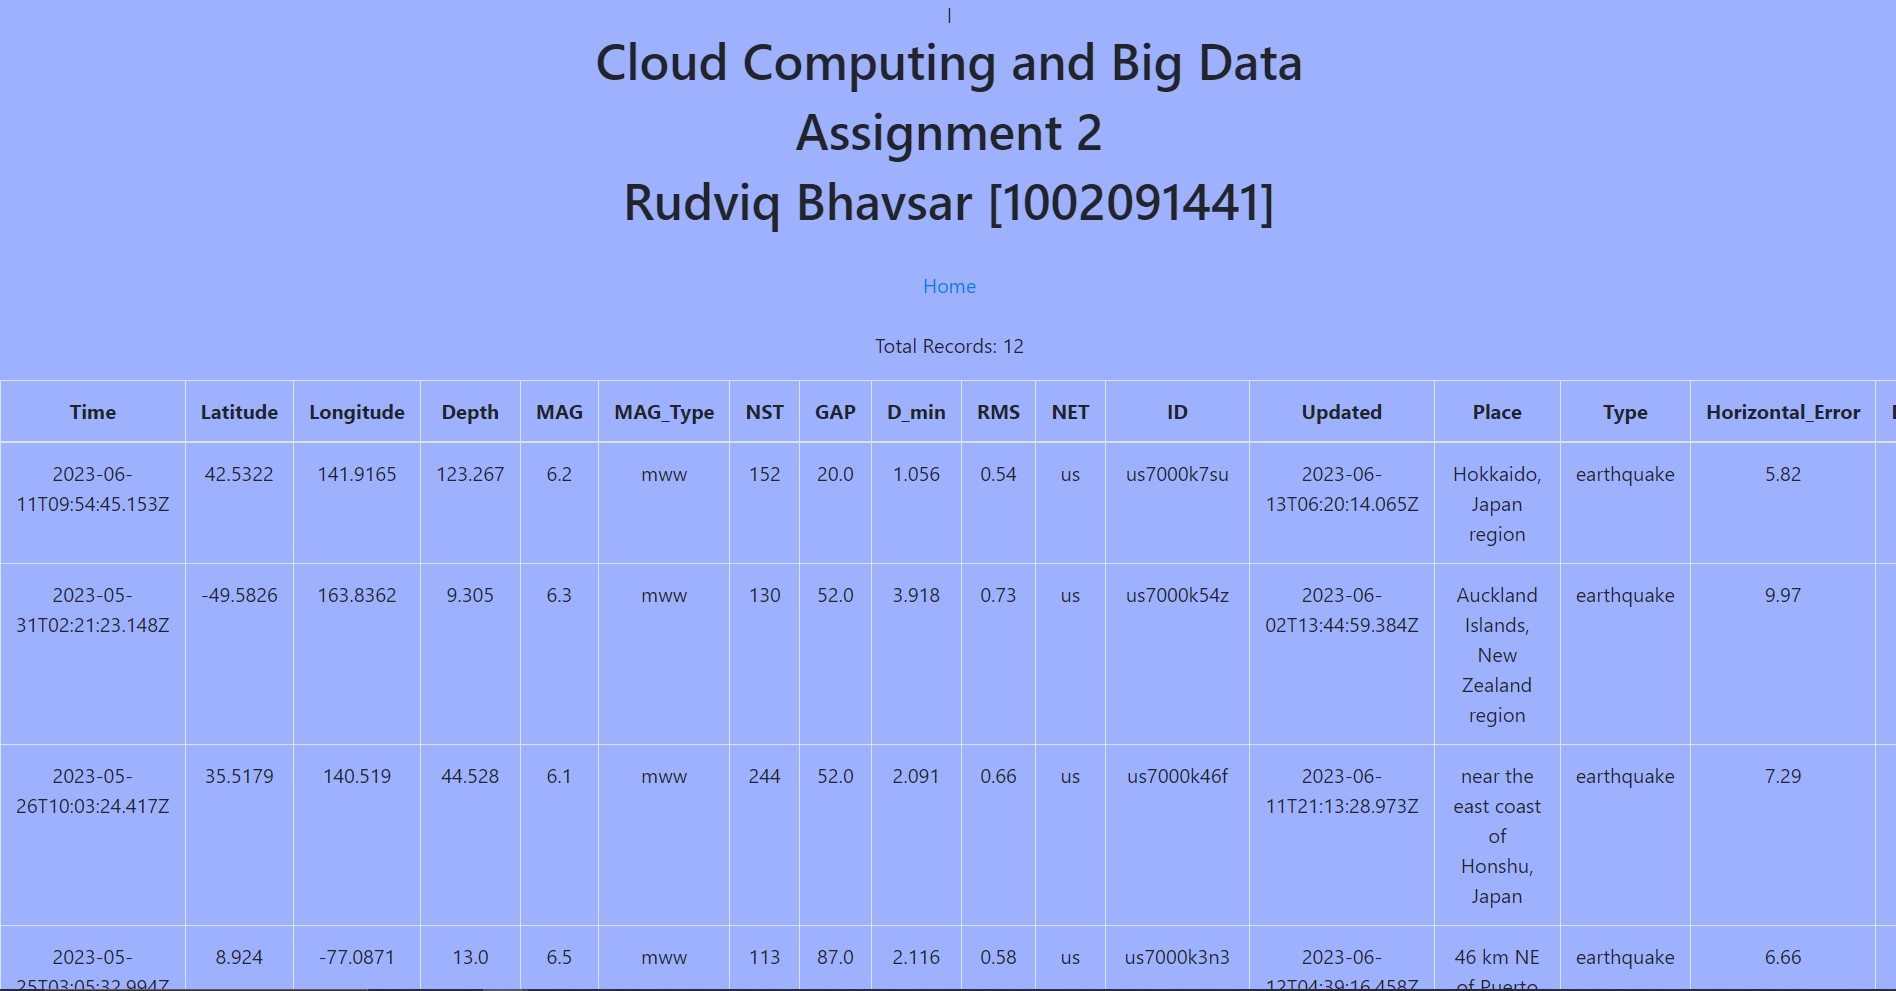 |
Cloud Computing and Big Data
Assignment 2
Rudviq Bhavsar [1002091441]
Home
Total Records: 12
Time Latitude Longitude Depth MAG MAG_Type NST GAP D_min RMS NET ID Updated Place Type Horizontal_Error
2023-06- 42.5322 141.9165 123.267 6.2 mww 152 20.0 1.056 0.54 us us7000k7su 2023-06- Hokkaido, earthquake 5.82
11T09:54:45.153Z 13T06:20:14.065Z Japan
region
2023-05- -49.5826 163.8362 9.305 6.3 mww 130 52.0 3.918 0.73 us us7000k54z 2023-06- Auckland earthquake 9.97
31T02:21:23.148Z 02T13:44:59.384Z Islands,
New
Zealand
region
2023-05- 35.5179 140.519 44.528 6.1 mww 244 52.0 2.091 0.66 us us7000k46f 2023-06- near the earthquake 7.29
26T10:03:24.417Z 11T21:13:28.973Z east coast
of
Honshu,
Japan
2023-05- 8.924 -77.0871 13.0 6.5 mww 113 87.0 2.116 0.58 us us7000k3n3 2023-06- 46 km NE earthquake 6.66
25T03:05:32.994Z 12T04:39:16.458Z of Puerto